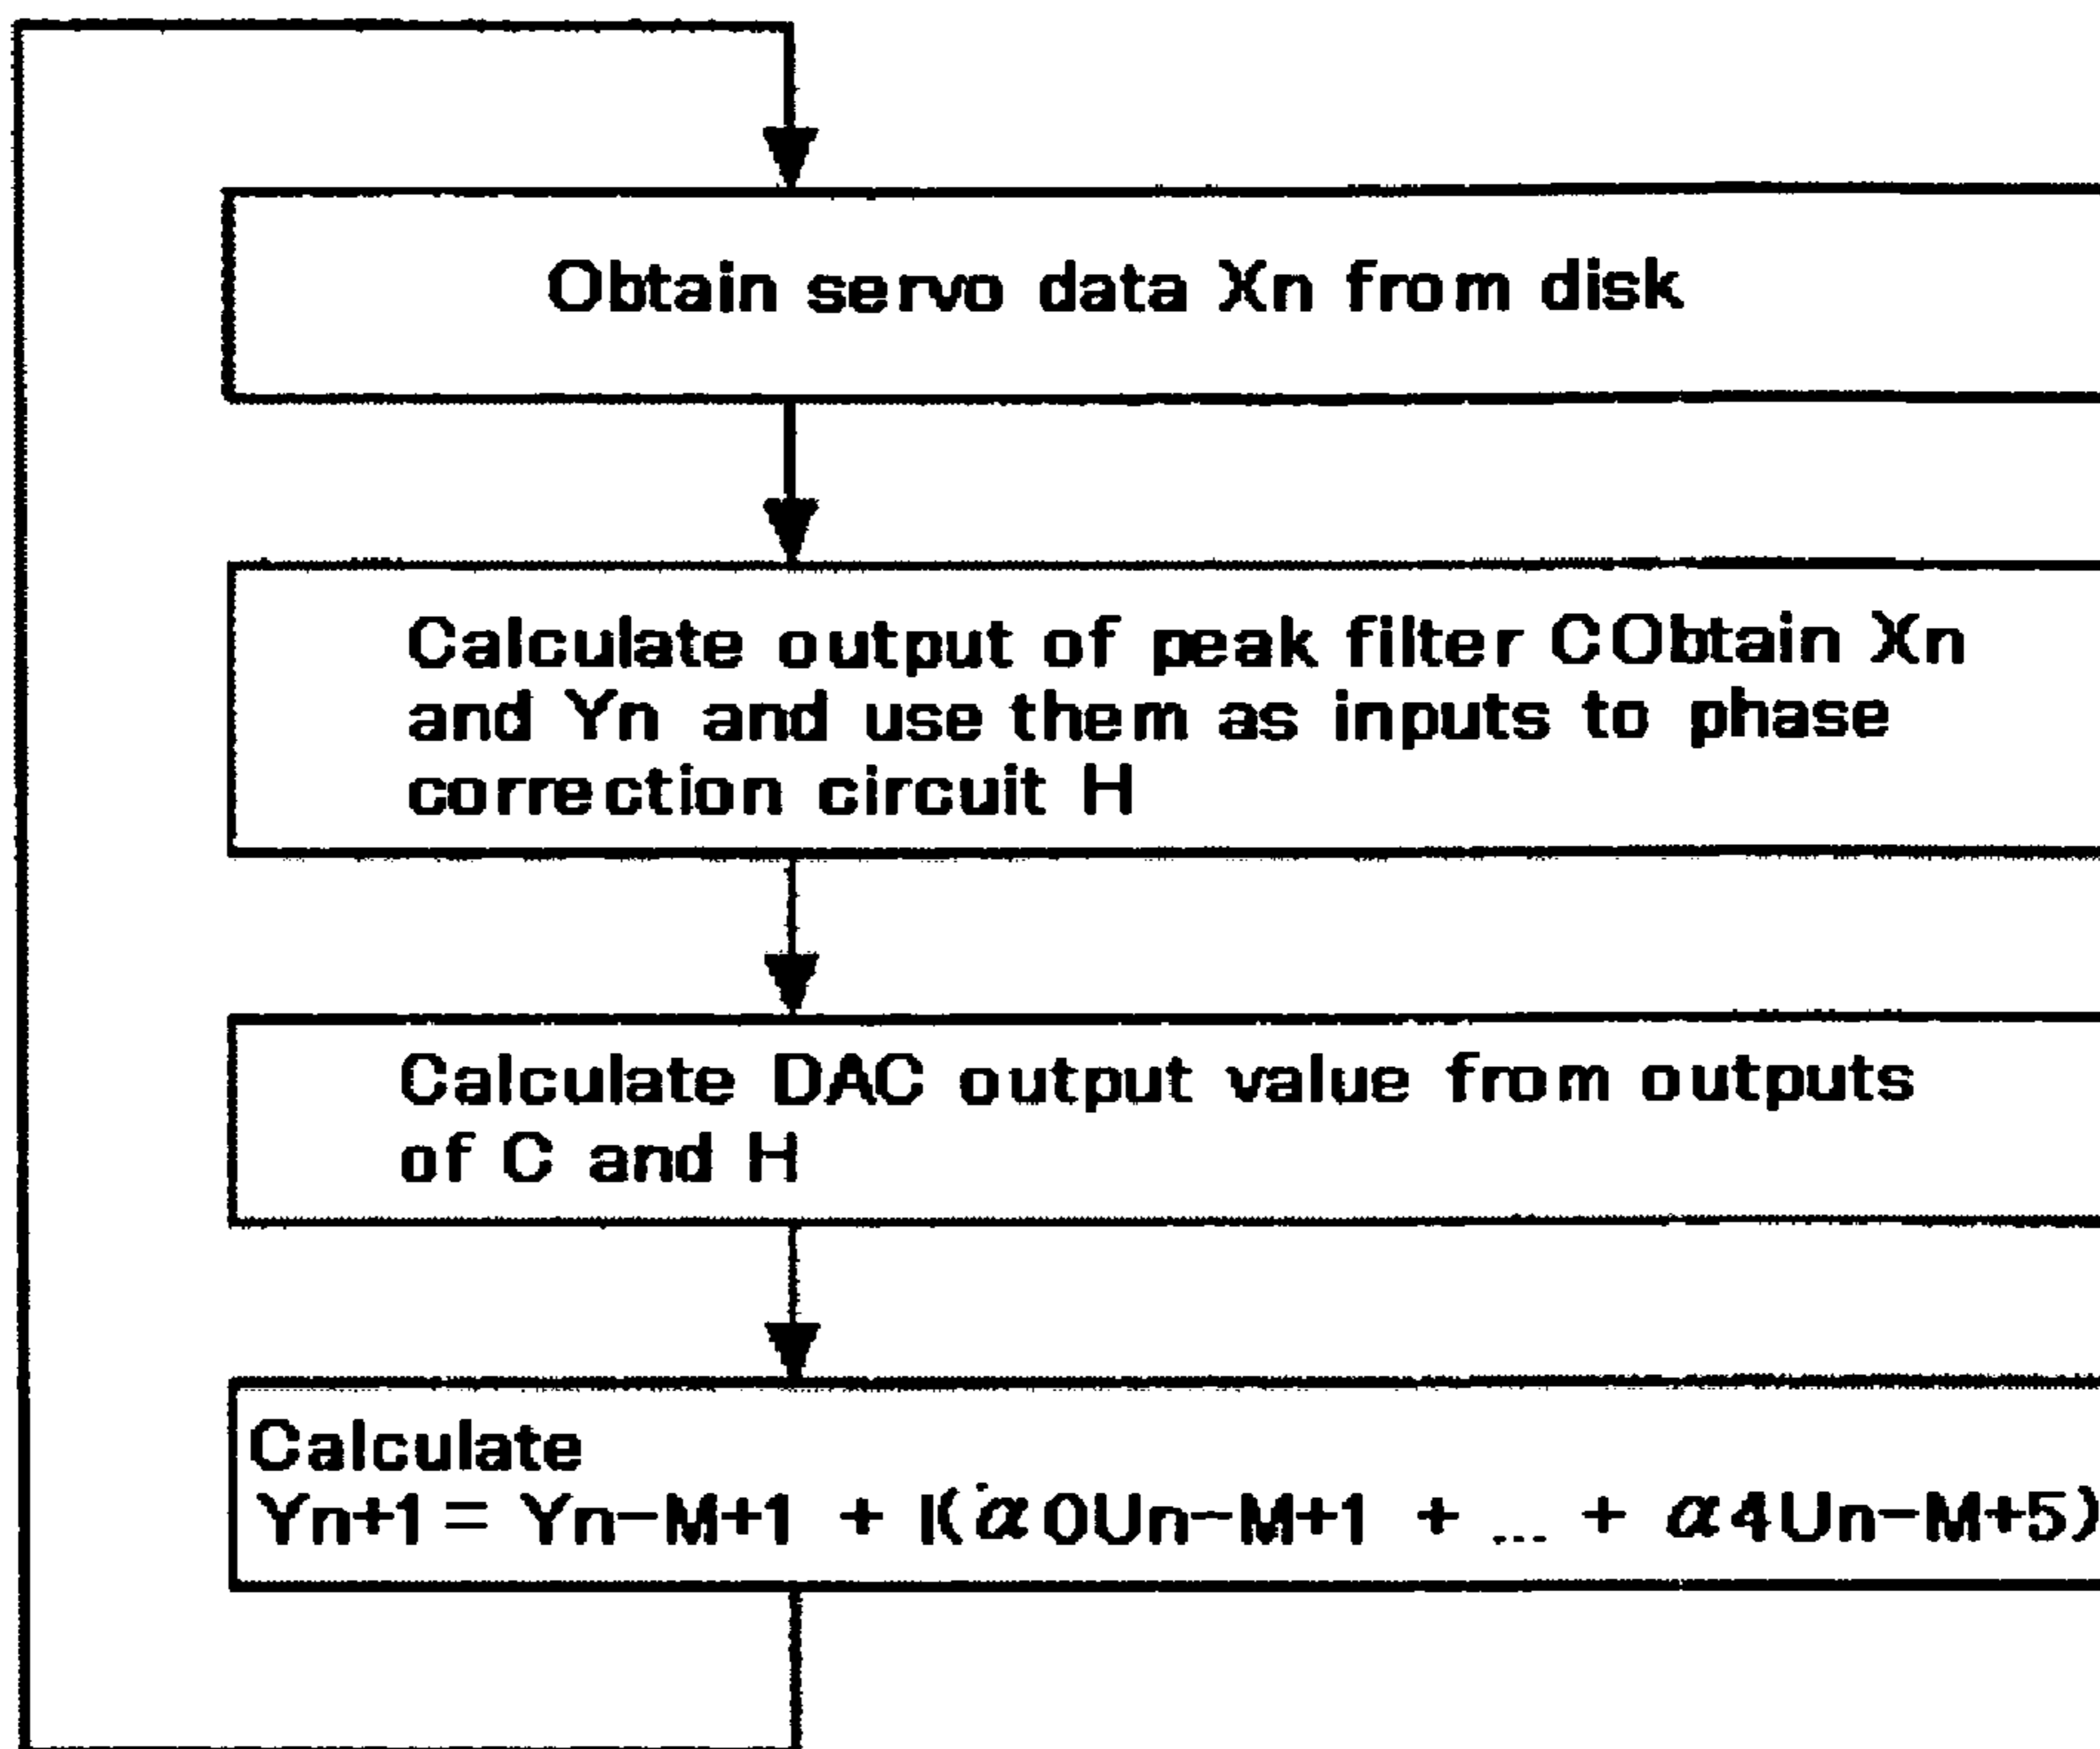 Obtain servo data Xn from disk
Calculate output of peak filter CObtain Xn
and Yn and use them as inputs to phase
correction circuit H
Calculate DAC output value from outputs
of C and H
Calculate
Yn+1 = Yn-M+1 + I(α0Un-M+1 + ... + α4Un-M+5)